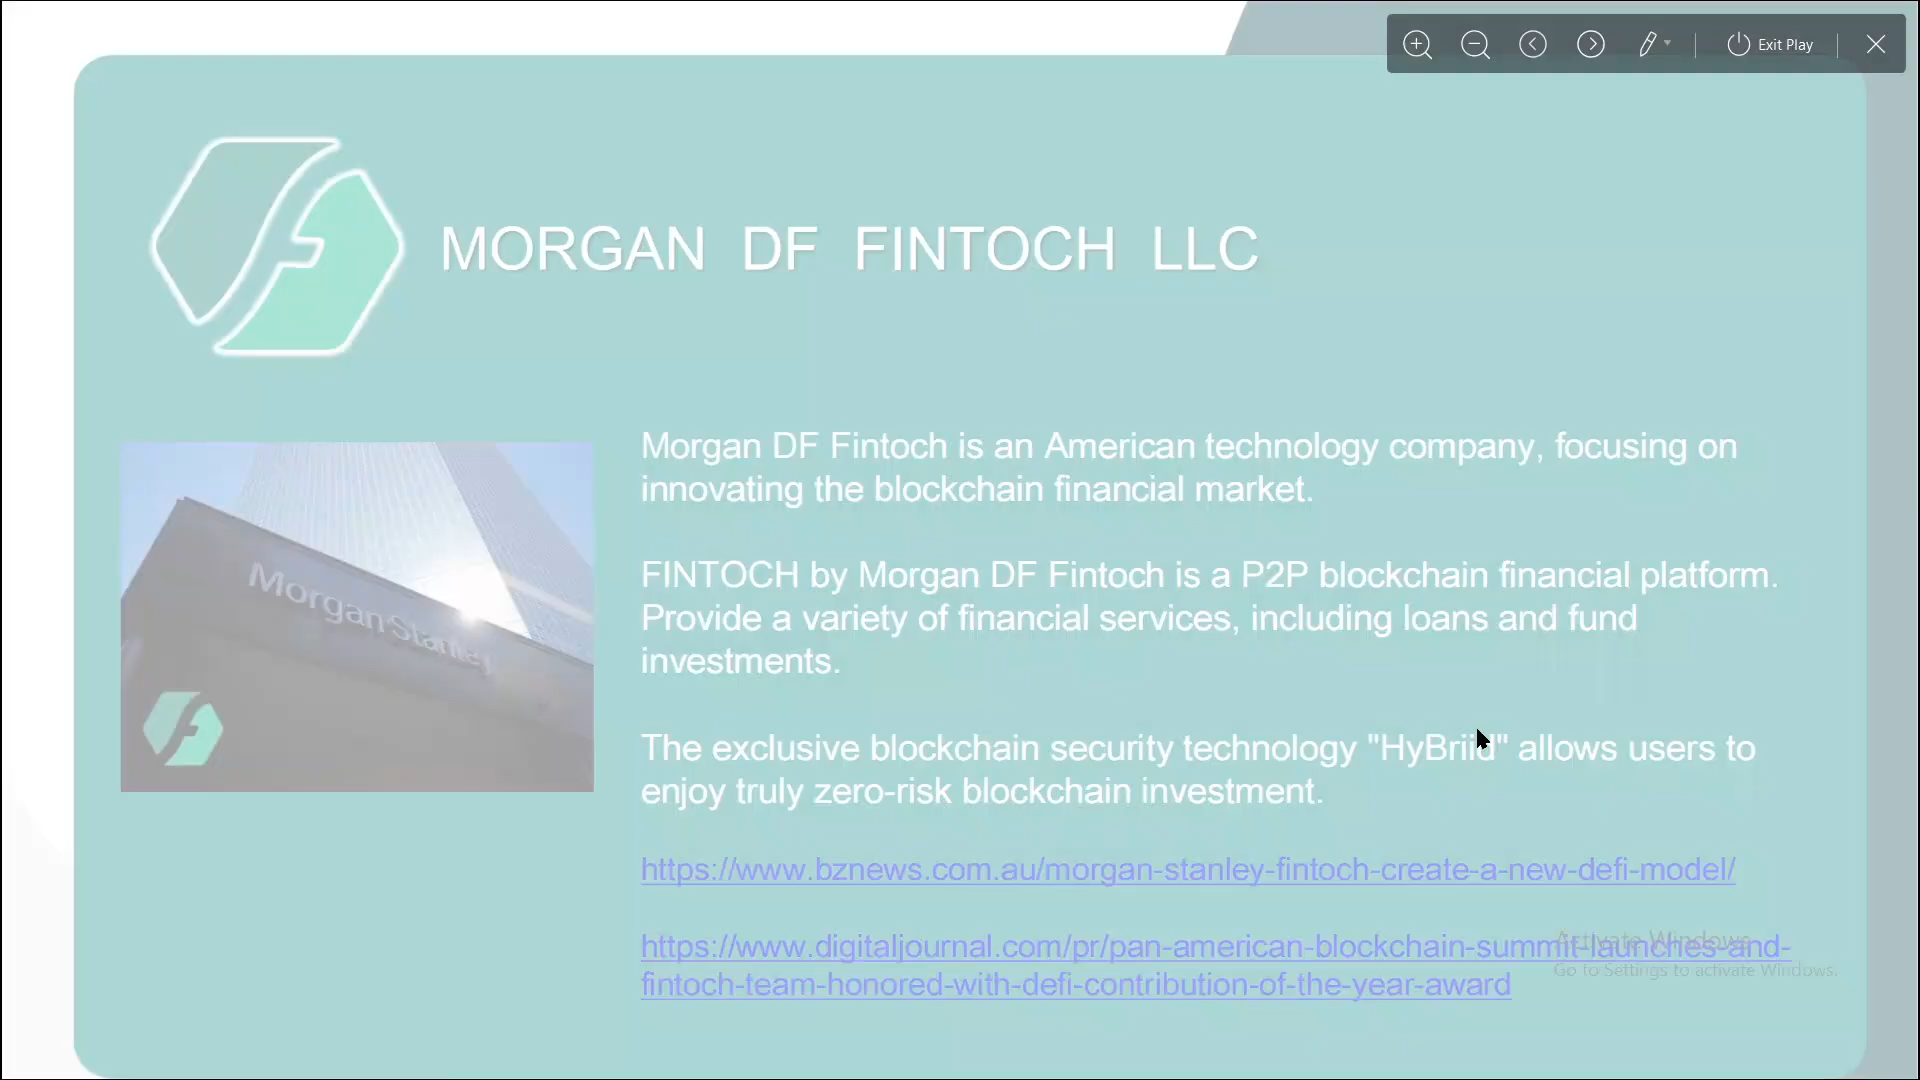 Exit Play
MORGAN DF FINTOCH LLC
Morgan DF Fintoch is an American technology company, focusing on
innovating the blockchain financial market.
FINTOCH by Morgan DF Fintoch is a P2P blockchain financial platform.
Provide a variety of financial services, including loans and fund
investments.
MorganStanley
The exclusive blockchain security technology "HyBriid" allows users to
enjoy truly zero-risk blockchain investment.
https://www.bznews.com.au/morgan-stanley-fintoch-create-a-new-defi-model/
https://www.digitaljournal.com/pr/pan-american-blockchain-summit-launches-and-
fintoch-team-honored-with-defi-contribution-of-the-year-award
Activate Windows
Go to Settings to activate Windows.